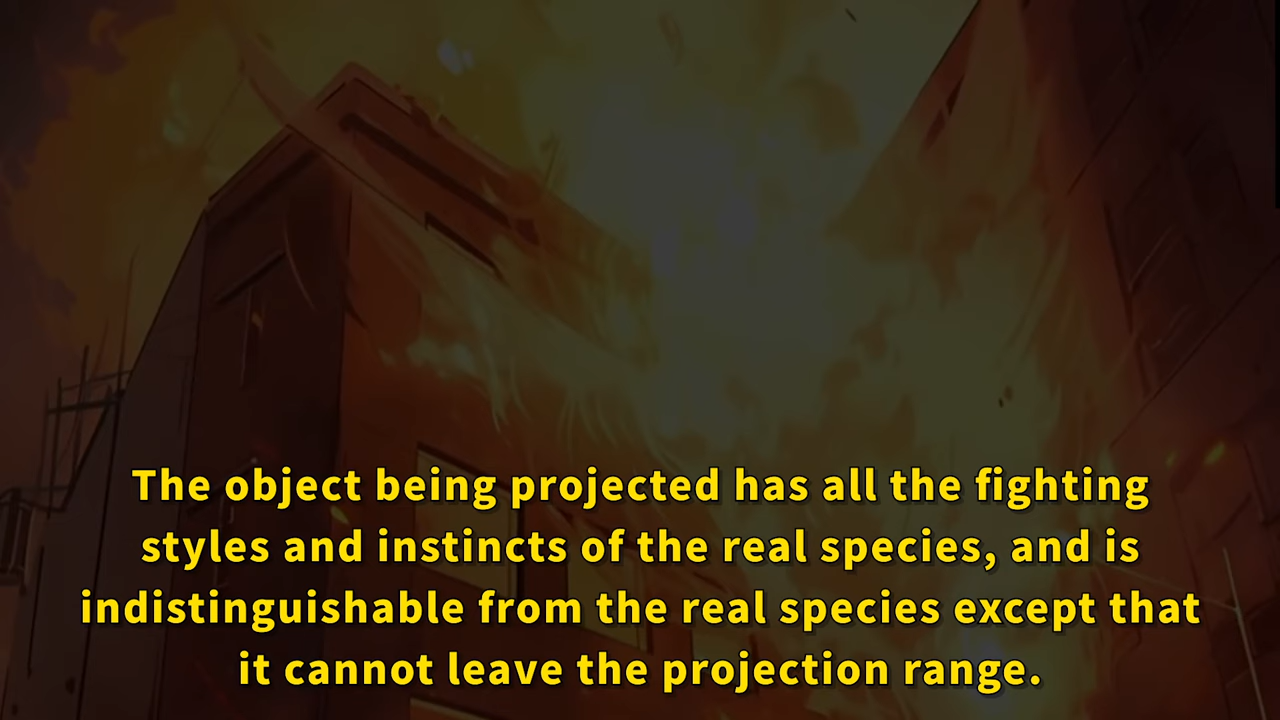 The object being projected has all the fighting
styles and instincts of the real species, and is
indistinguishable from the real species except that
it cannot leave the projection range.